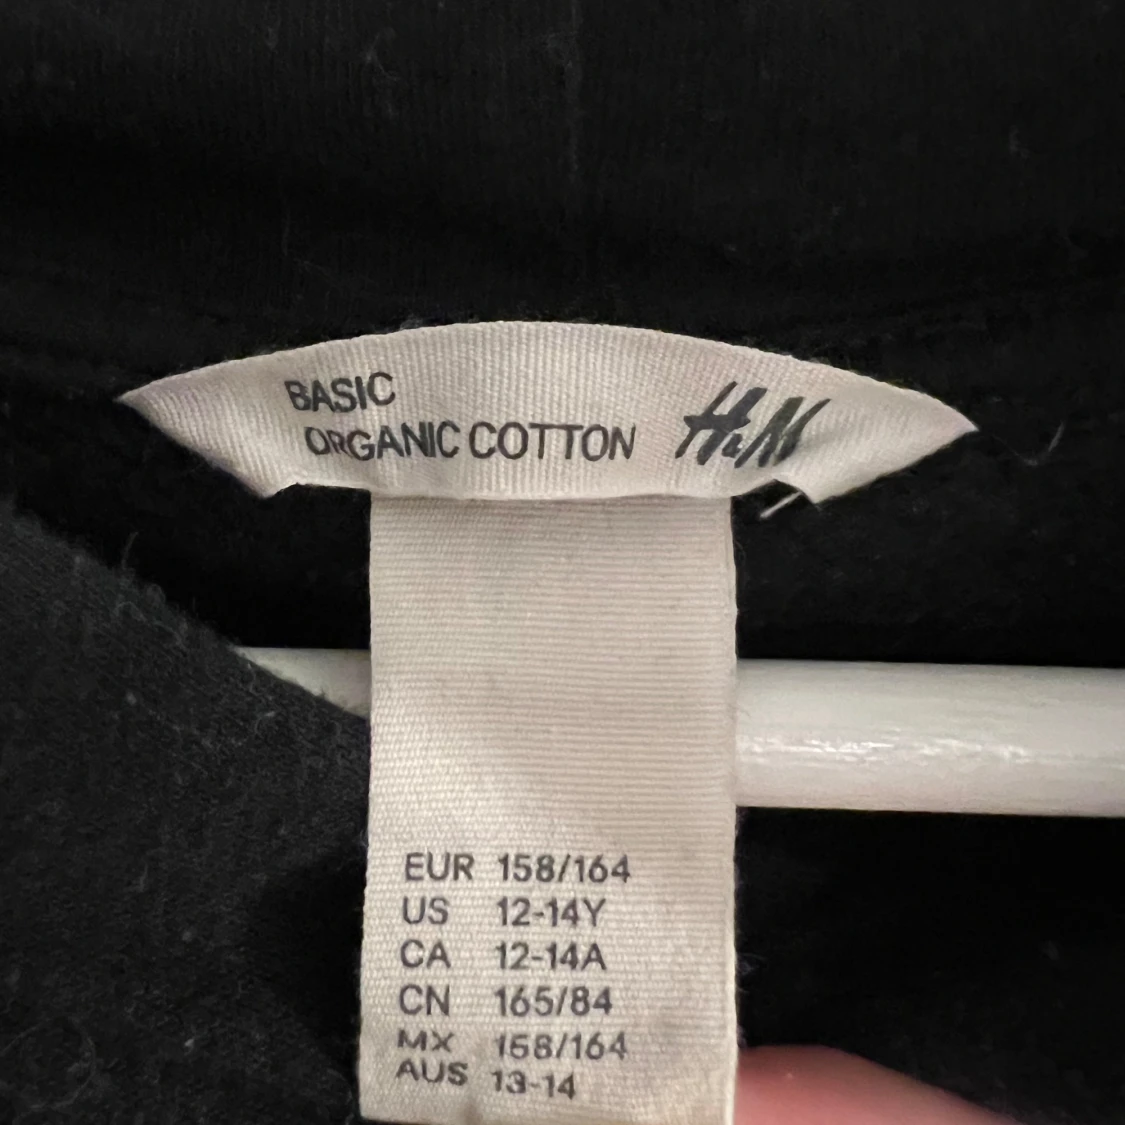 BASIC
ORGANIC COTTON H&M
EUR 158/164
US 12-14Y
CA 12-14A
CN 165/84
MX 158/164
AUS 13-14